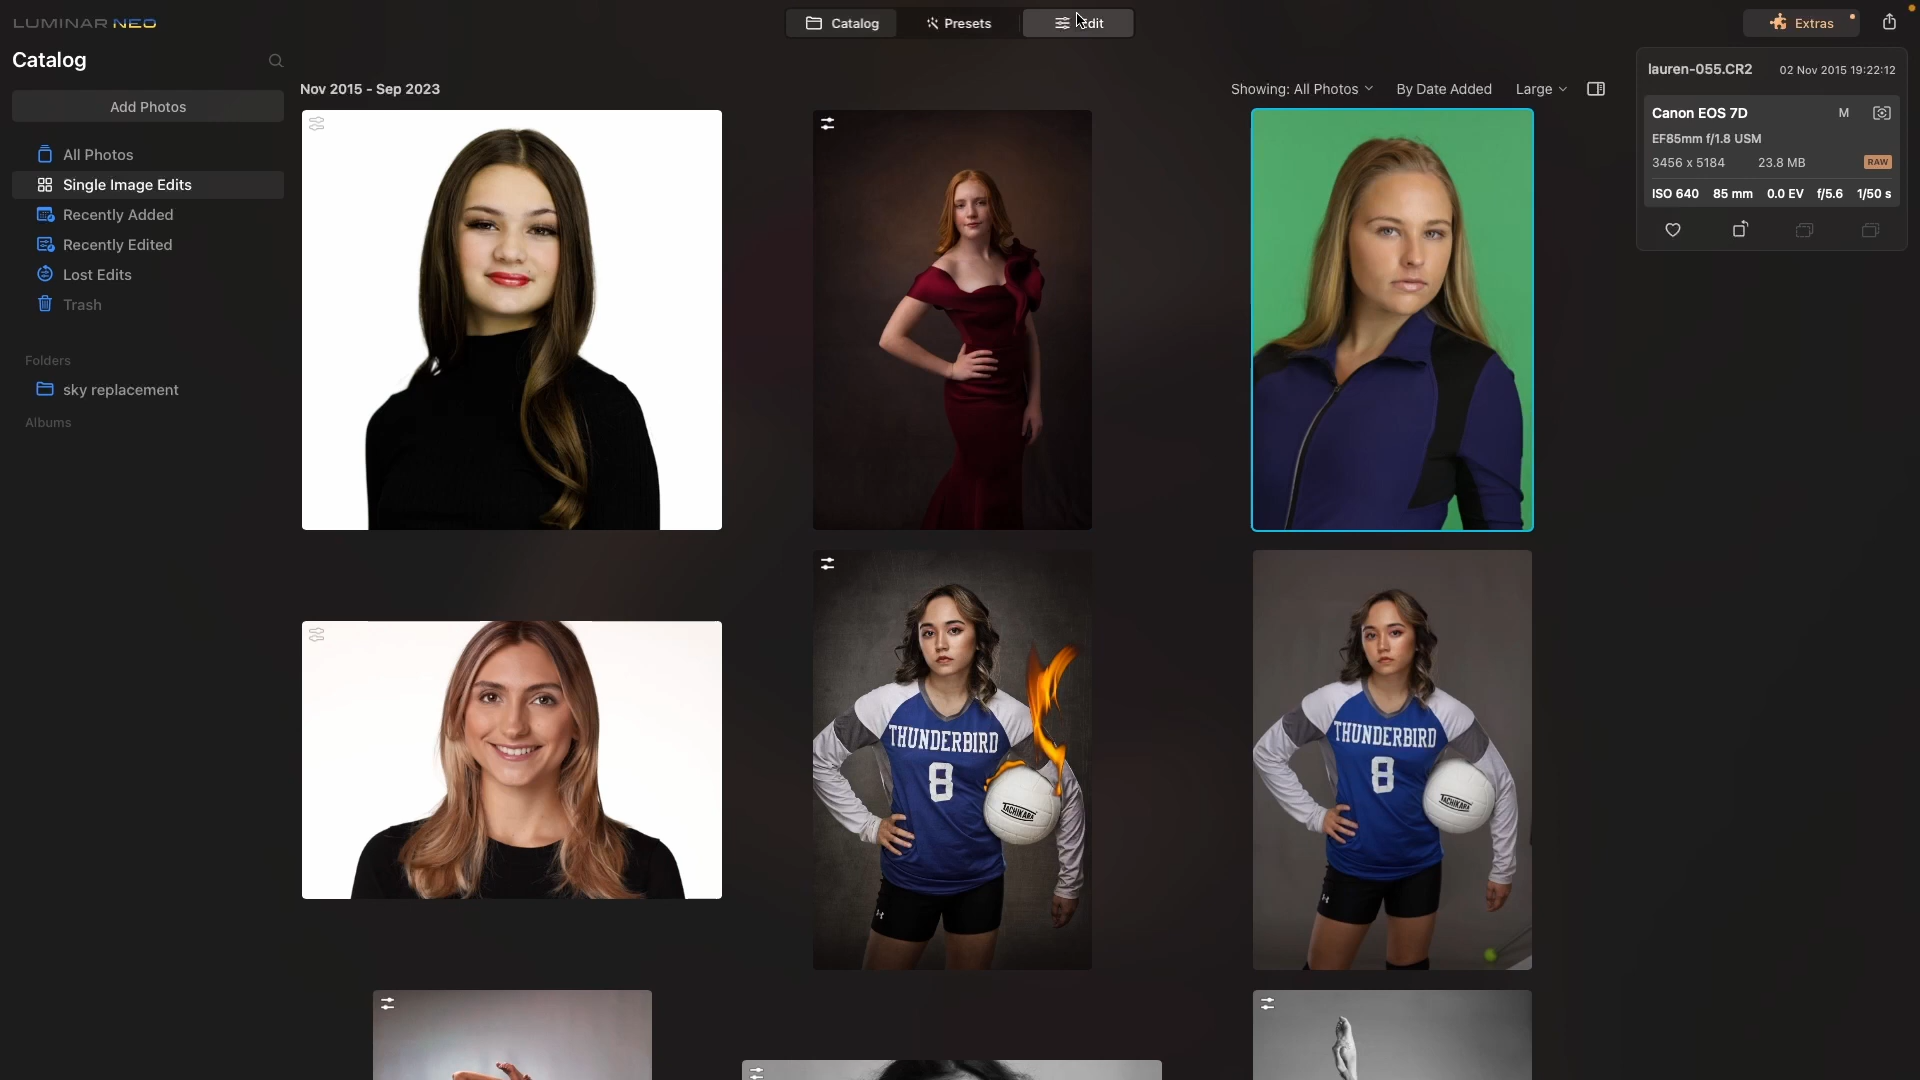 LUMINAR NEO
Catalog
Presets
Edit
Extras
Catalog
Add Photos
All Photos
Single Image Edits
Recently Added
Recently Edited
Lost Edits
Trash
Folders
sky replacement
Albums
Nov 2015 - Sep 2023
Showing: All Photos
By Date Added
Large
THUNDERBIRD
8
TACHIKARA
THUNDERBIRD
8
TACHIKARA
lauren-055.CR2 02 Nov 2015 19:22:12
Canon EOS 7D M
EF85mm f/1.8 USM
3456 x 5184 23.8 MB RAW
ISO 640 85 mm 0.0 EV f/5.6 1/50 s